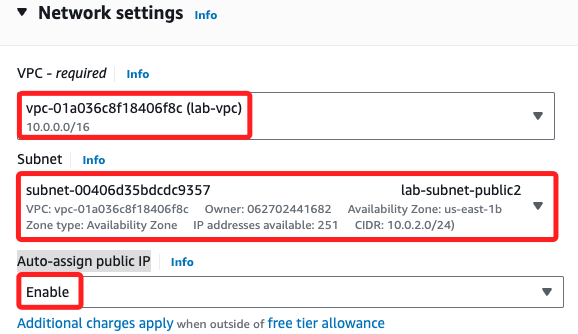 Network settings Info
VPC - required Info
vpc-01a036c8f18406f8c (lab-vpc)
10.0.0.0/16
Subnet Info
subnet-00406d35bdcdc9357 lab-subnet-public2
VPC: vpc-01a036c8f18406f8c Owner: 062702441682 Availability Zone: us-east-1b
Zone type: Availability Zone IP addresses available: 251 CIDR: 10.0.2.0/24)
Auto-assign public IP Info
Enable
Additional charges apply when outside of free tier allowance